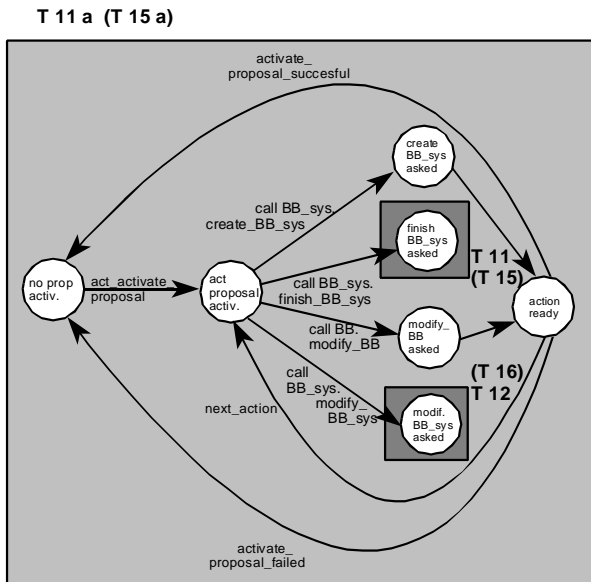 T 11 a (T 15 a)
activate_
proposal_succesful
create
BB_sys
asked
call BB_sys.
create_BB_sys
finish
BB_sys
asked
T 11
(T 15)
no prop
activ.
act_activate
proposal
act
proposal
activ.
call BB_sys.
finish_BB_sys
action
ready
call BB.
modify_BB
modify_
BB
asked
call
BB_sys.
modify_
BB_sys
(T 16)
T 12
next_action
modif.
BB_sys
asked
activate_
proposal_failed